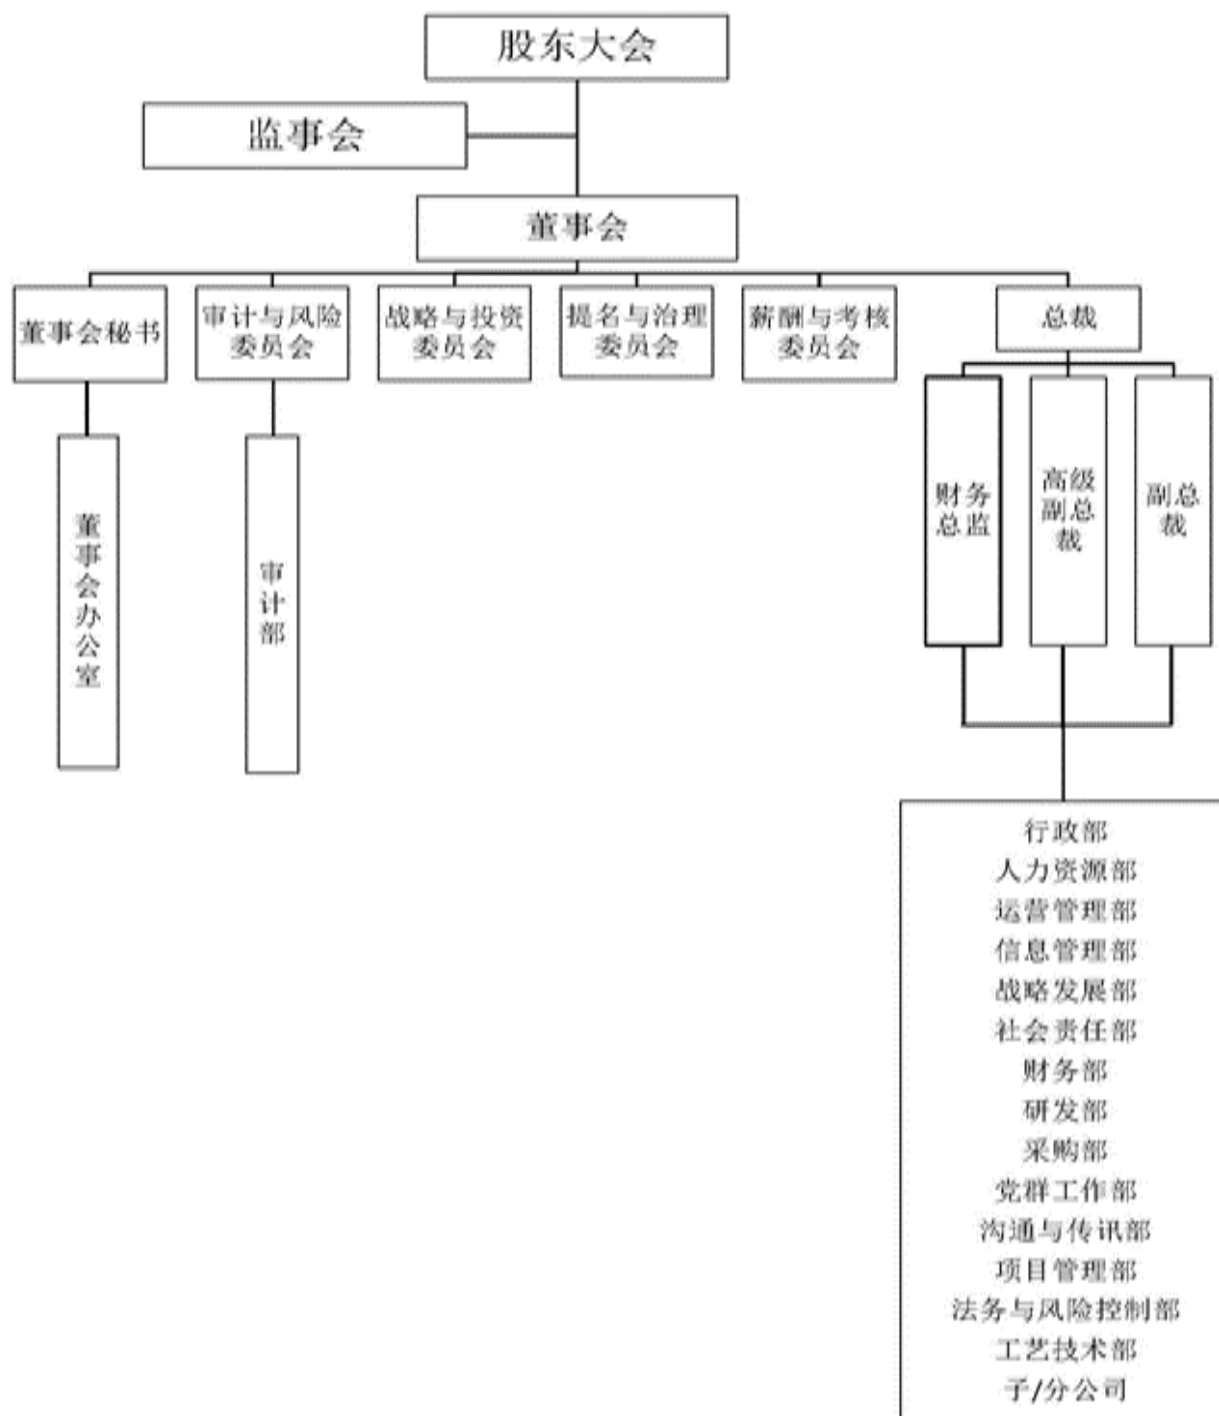 股东大会
监事会
董事会
董事会秘书
审计与风险
委员会
战略与投资
委员会
提名与治理
委员会
薪酬与考核
委员会
总裁
财务
总监
高级
副总
裁
副总
裁
董
事
会
办
公
室
审
计
部
行政部
人力资源部
运营管理部
信息管理部
战略发展部
社会责任部
财务部
研发部
采购部
党群工作部
沟通与传讯部
项目管理部
法务与风险控制部
工艺技术部
子/分公司